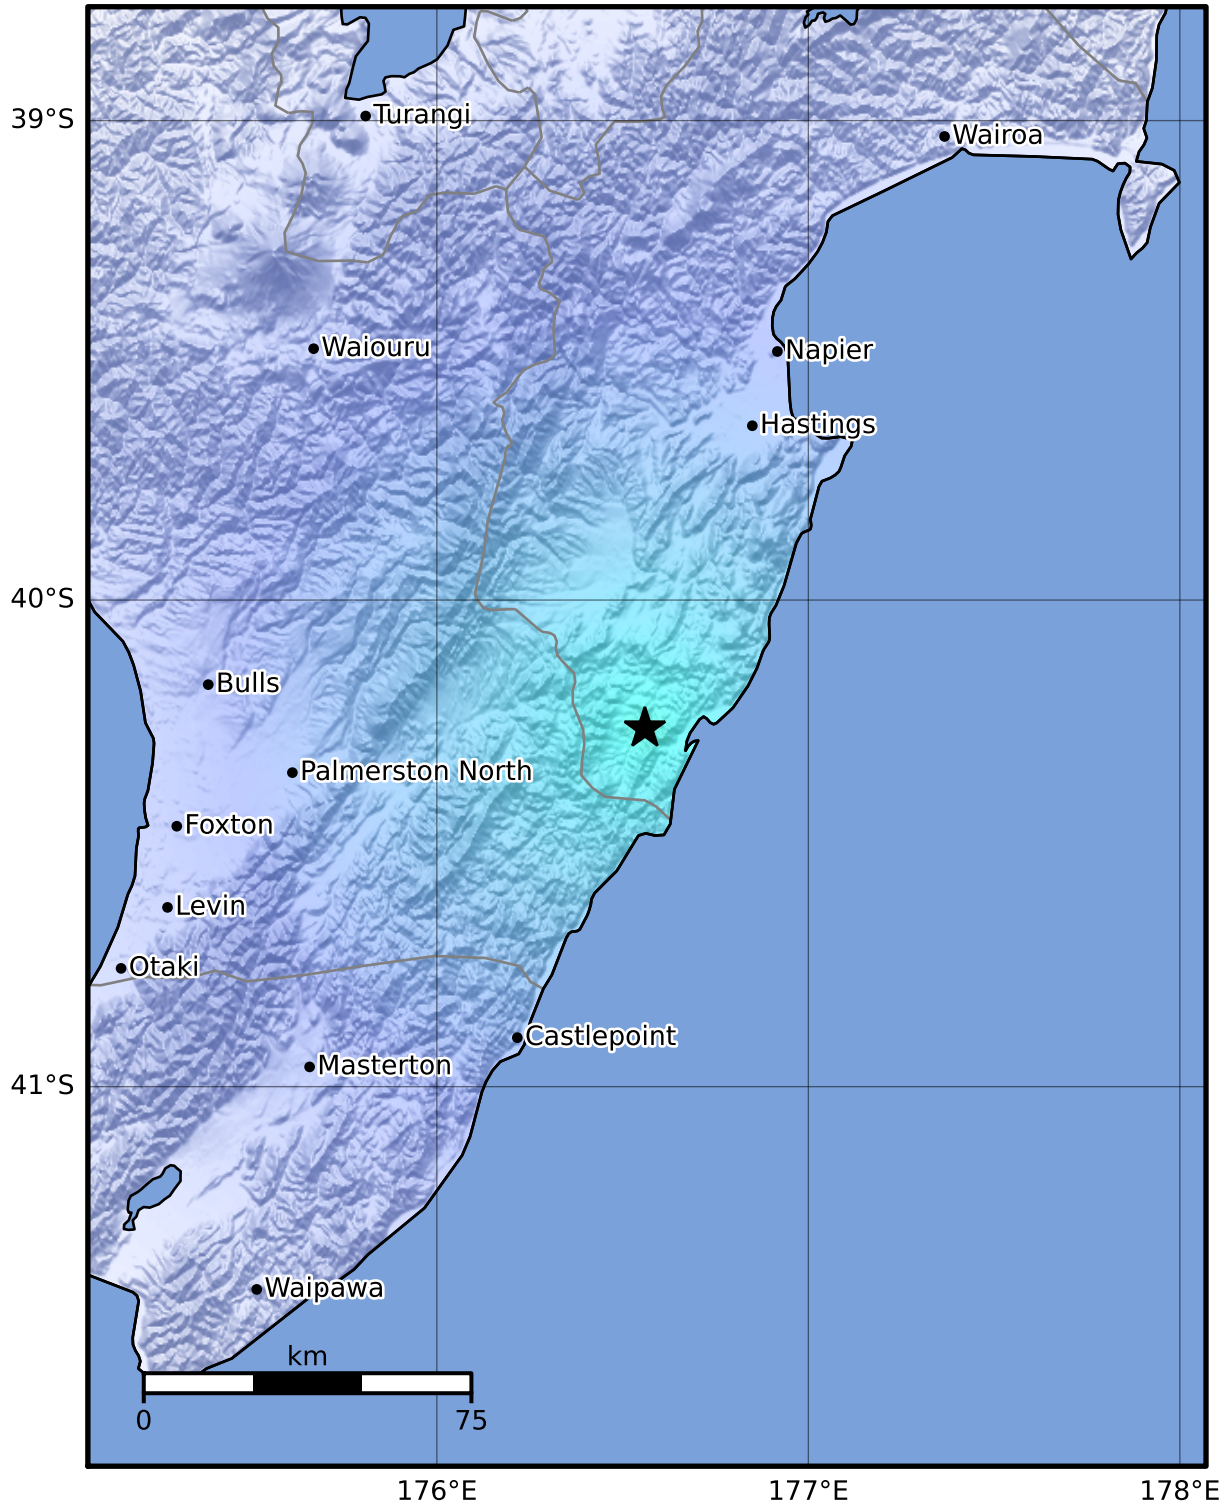 Turangi
39°S
Wairoa
Waiouru
Napier
Hastings
40°S
Bulls
Palmerston North
Foxton
Levin
Otaki
Castlepoint
Masterton
41°S
Waipawa
km
0 75
176°E 177°E 178°E